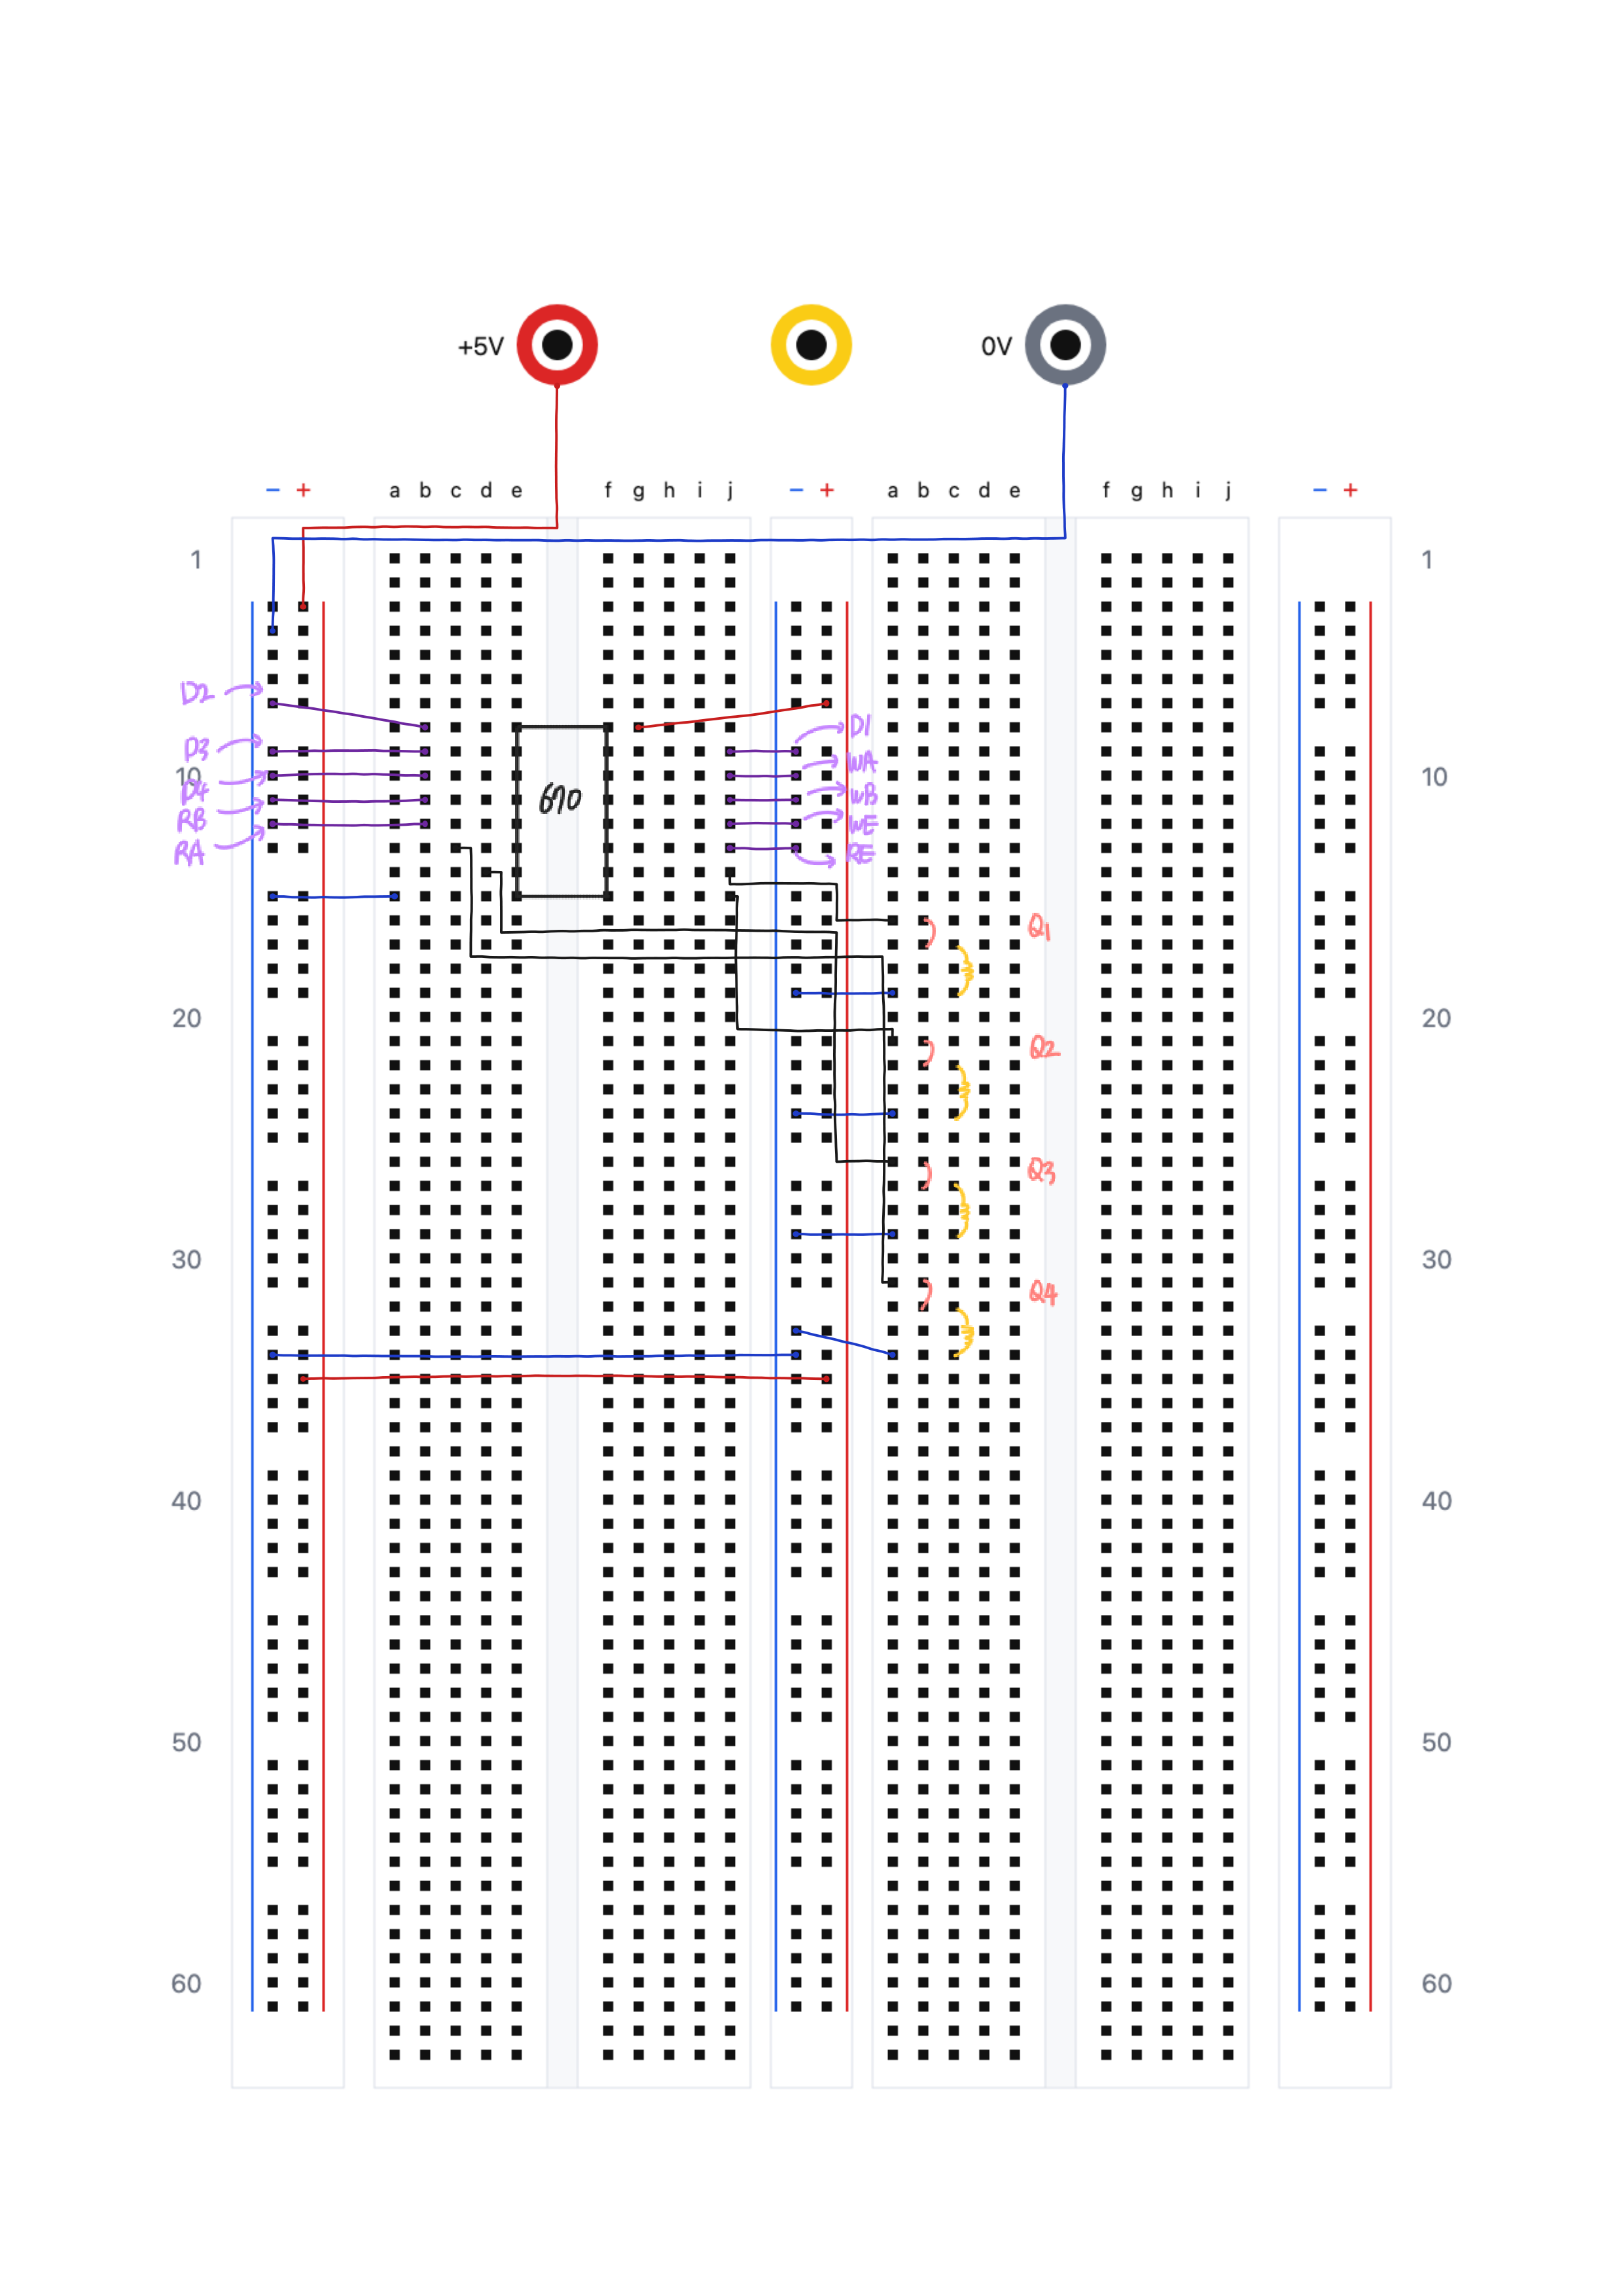 +5V 0V
− + a b c d e f g h i j − + a b c d e f g h i j − +
1 1
D2
D1
D3
WA
10 10
D4
670
WB
RB
WE
RA
RE
Q1
20 20
Q2
Q3
30 30
Q4
40 40
50 50
60 60